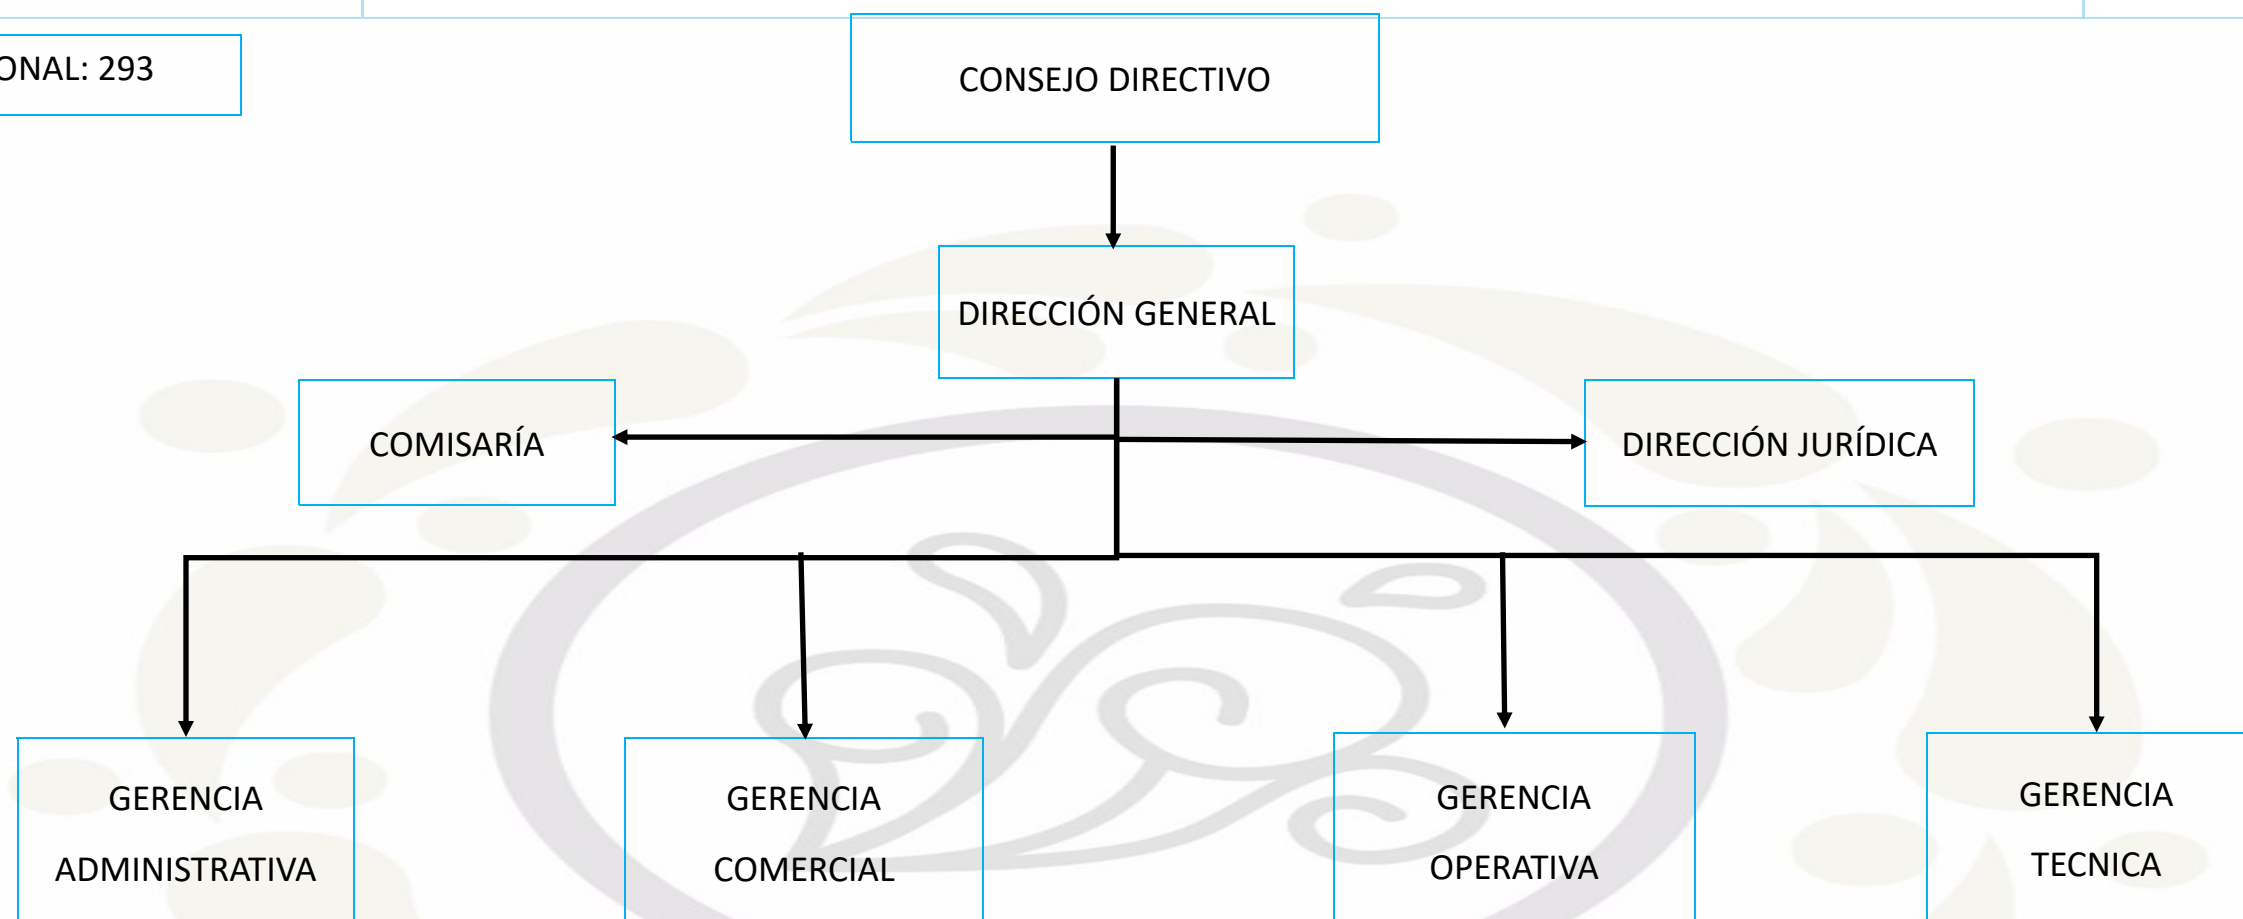 ONAL: 293
CONSEJO DIRECTIVO
DIRECCIÓN GENERAL
COMISARÍA
DIRECCIÓN JURÍDICA
GERENCIA
ADMINISTRATIVA
GERENCIA
COMERCIAL
GERENCIA
OPERATIVA
GERENCIA
TECNICA